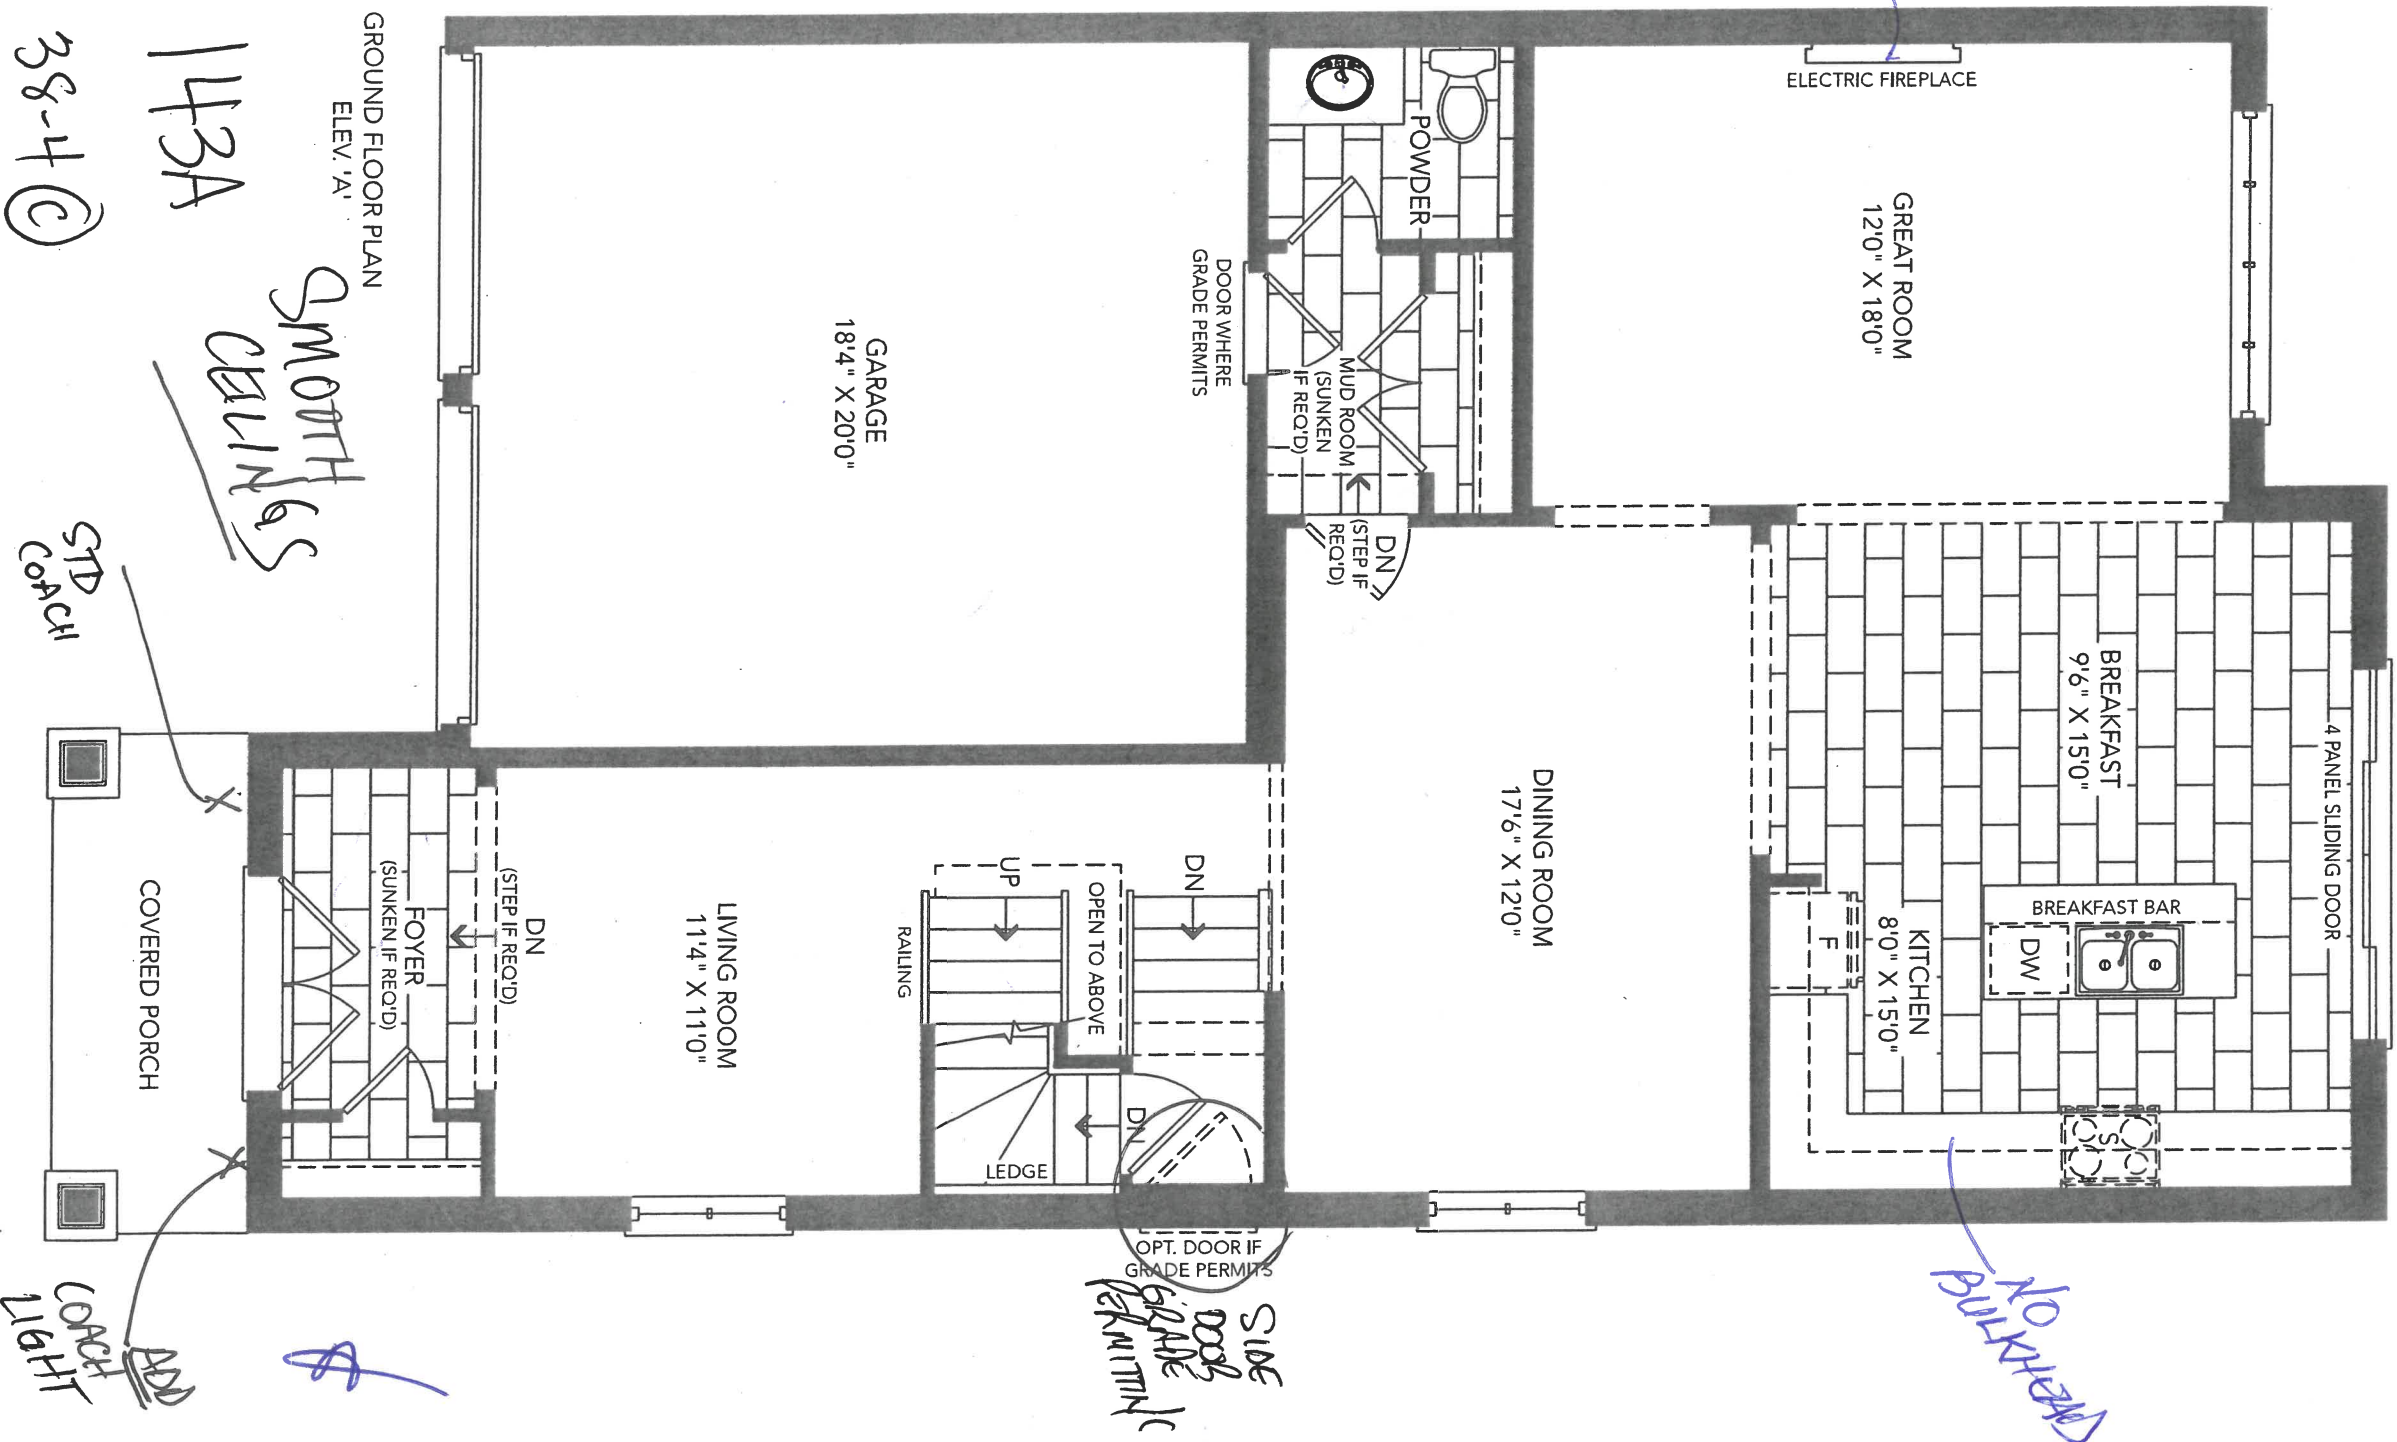 ELECTRIC FIREPLACE
GREAT ROOM
12'0" X 18'0"
4 PANEL SLIDING DOOR
BREAKFAST
9'6" X 15'0"
BREAKFAST BAR
DW
F
KITCHEN
8'0" X 15'0"
S
NO
BULKHEAD
POWDER
DOOR WHERE
GRADE PERMITS
MUD ROOM
(SUNKEN
IF REQ'D)
DN
(STEP IF
REQ'D)
DINING ROOM
17'6" X 12'0"
GARAGE
18'4" X 20'0"
DN
UP
OPEN TO ABOVE
RAILING
DN
LEDGE
OPT. DOOR IF
GRADE PERMITS
SIDE
DOOR
GRADE
PERMITTING
LIVING ROOM
11'4" X 11'0"
DN
(STEP IF REQ'D)
FOYER
(SUNKEN IF REQ'D)
COVERED PORCH
GROUND FLOOR PLAN
ELEV. 'A'
143A
38-4 C
SMOOTH
CEILINGS
STD
COACH
ADD
COACH
LIGHT